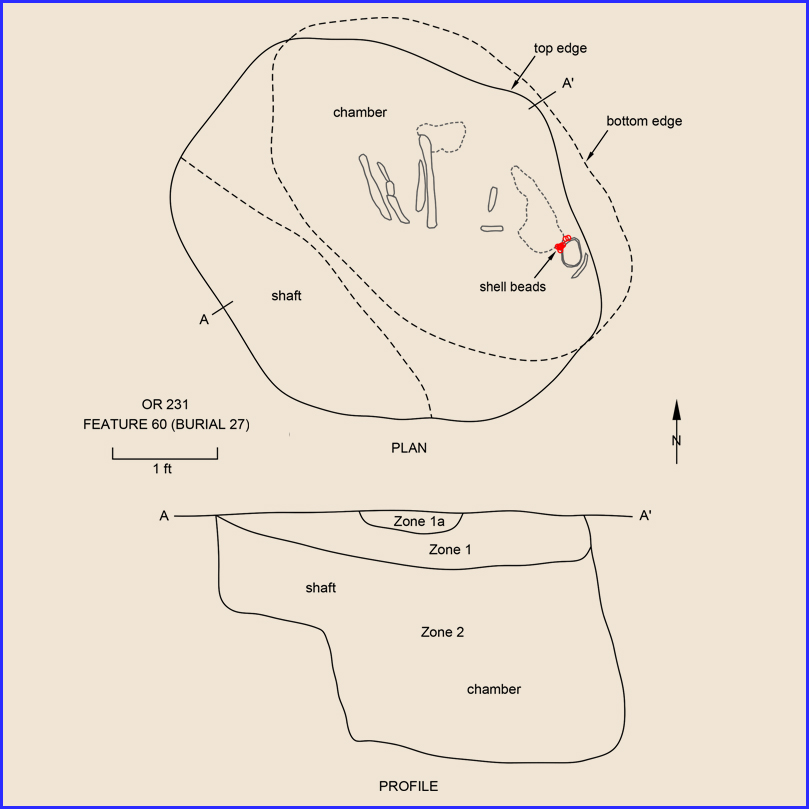 top edge
A'
chamber
bottom edge
shell beads
shaft
A
OR 231
FEATURE 60 (BURIAL 27)
1 ft
PLAN
N
A
A'
Zone 1a
Zone 1
shaft
Zone 2
chamber
PROFILE